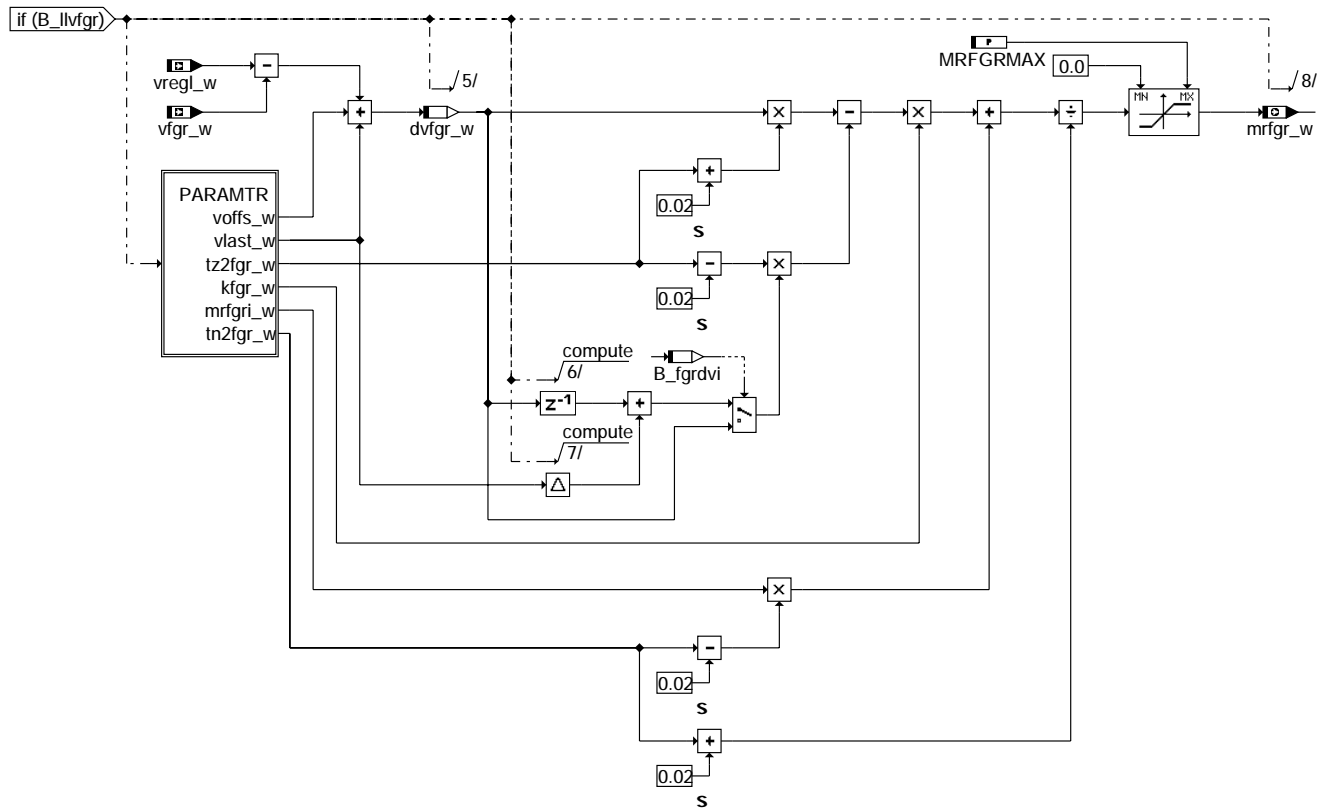 if (B_llvfgr)
vregl_w
vfgr_w
-
+
dvfgr_w
5/
P
MRFGRMAX
0.0
MN MX
8/
mrfgr_w
×
-
×
+
÷
PARAMTR
voffs_w
vlast_w
tz2fgr_w
kfgr_w
mrfgri_w
tn2fgr_w
+
0.02
s
-
×
0.02
s
compute
6/
B_fgrdvi
z-1
+
compute
7/
Δ
×
-
0.02
s
+
0.02
s